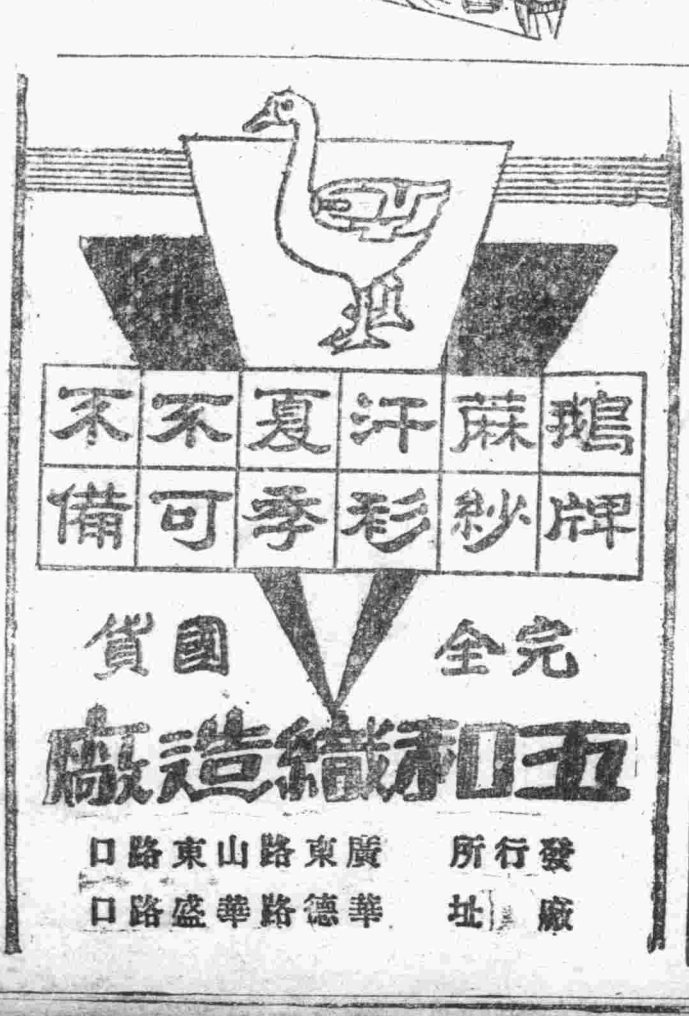 鵝牌
蔴紗
汗衫
夏季
不可
不備
完全國貨
五和織造廠
發行所 廣東路山東路口
廠址 華德路華盛路口